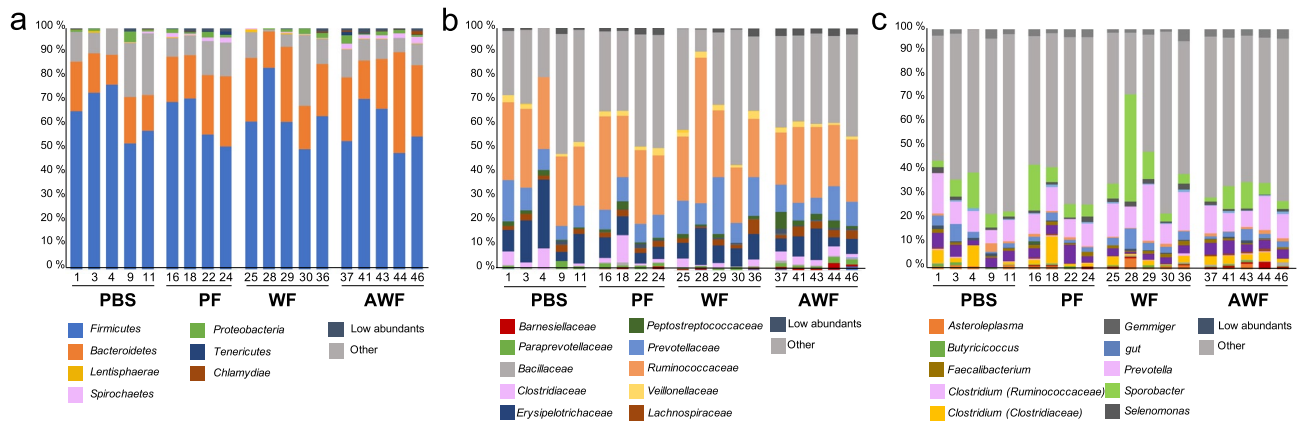 a
100 %
90 %
80 %
70 %
60 %
50 %
40 %
30 %
20 %
10 %
0 %
1 3 4 9 11 16 18 22 24 25 28 29 30 36 37 41 43 44 46
PBS PF WF AWF
Firmicutes
Bacteroidetes
Lentisphaerae
Spirochaetes
Proteobacteria
Tenericutes
Chlamydiae
Low abundants
Other
b
100 %
90 %
80 %
70 %
60 %
50 %
40 %
30 %
20 %
10 %
0 %
1 3 4 9 11 16 18 22 24 25 28 29 30 36 37 41 43 44 46
PBS PF WF AWF
Barnesiellaceae
Paraprevotellaceae
Bacillaceae
Clostridiaceae
Erysipelotrichaceae
Peptostreptococcaceae
Prevotellaceae
Ruminococcaceae
Veillonellaceae
Lachnospiraceae
Low abundants
Other
c
100 %
90 %
80 %
70 %
60 %
50 %
40 %
30 %
20 %
10 %
0 %
1 3 4 9 11 16 18 22 24 25 28 29 30 36 37 41 43 44 46
PBS PF WF AWF
Asteroleplasma
Butyricicoccus
Faecalibacterium
Clostridium (Ruminococcaceae)
Clostridium (Clostridiaceae)
Gemmiger
gut
Prevotella
Sporobacter
Selenomonas
Low abundants
Other